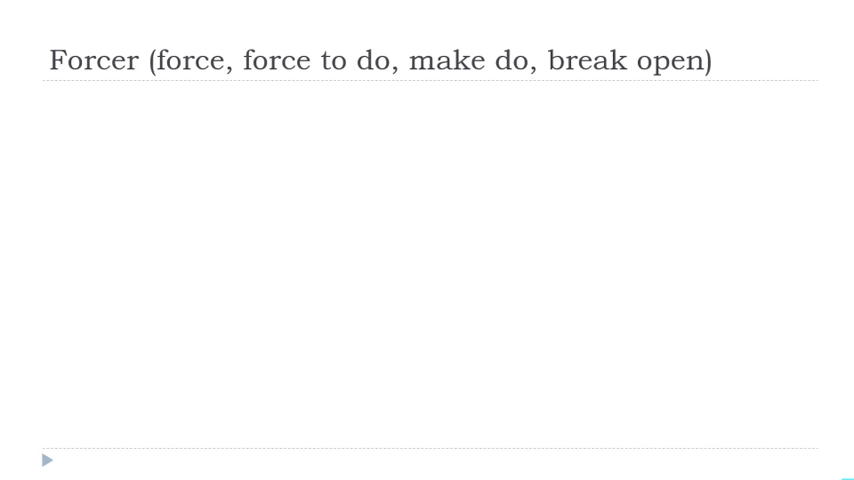 Forcer (force, force to do, make do, break open)